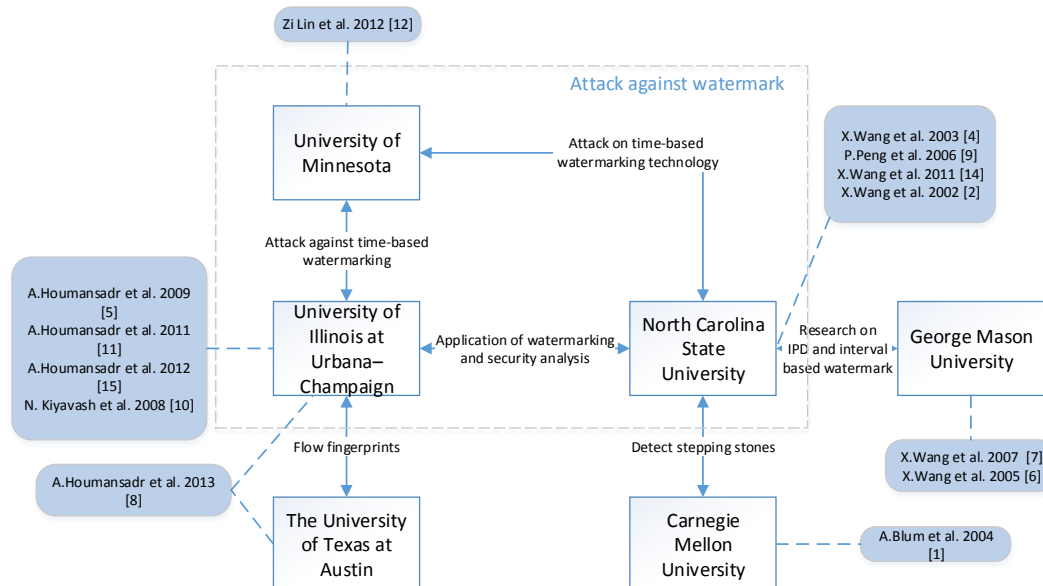 Zi Lin et al. 2012 [12]
Attack against watermark
University of
Minnesota
Attack on time-based
watermarking technology
X.Wang et al. 2003 [4]
P.Peng et al. 2006 [9]
X.Wang et al. 2011 [14]
X.Wang et al. 2002 [2]
Attack against time-based
watermarking
A.Houmansadr et al. 2009
[5]
A.Houmansadr et al. 2011
[11]
A.Houmansadr et al. 2012
[15]
N. Kiyavash et al. 2008 [10]
University of
Illinois at
Urbana–
Champaign
Application of watermarking
and security analysis
North Carolina
State
University
Research on
IPD and interval
based watermark
George Mason
University
Flow fingerprints
Detect stepping stones
X.Wang et al. 2007 [7]
X.Wang et al. 2005 [6]
A.Houmansadr et al. 2013
[8]
The University
of Texas at
Austin
Carnegie
Mellon
University
A.Blum et al. 2004
[1]